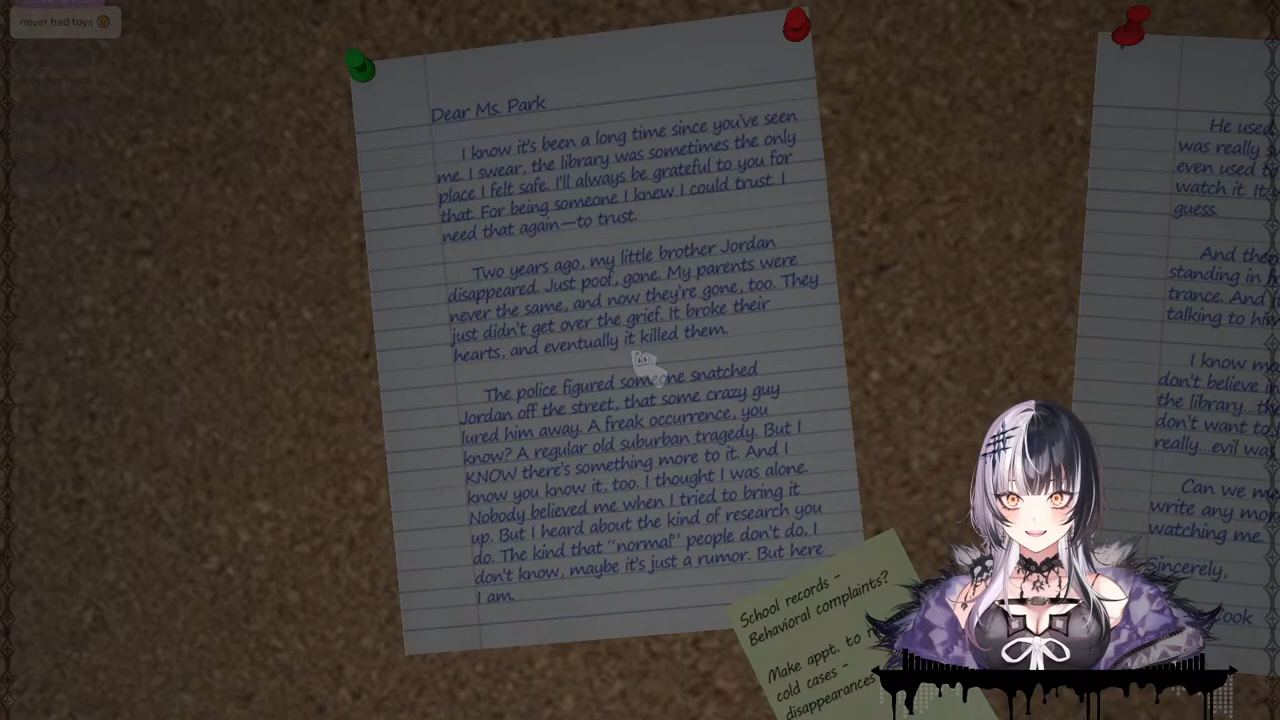 never had toys
Dear Ms. Park
I know it's been a long time since you've seen
me. I swear, the library was sometimes the only
place I felt safe. I'll always be grateful to you for
that. For being someone I knew I could trust. I
need that again—to trust.
Two years ago, my little brother Jordan
disappeared. Just poof, gone. My parents were
never the same, and now they're gone, too. They
just didn't get over the grief. It broke their
hearts, and eventually it killed them.
The police figured someone snatched
Jordan off the street, that some crazy guy
lured him away. A freak occurrence, you
know? A regular old suburban tragedy. But I
KNOW there's something more to it. And I
know you know it, too. I thought I was alone.
Nobody believed me when I tried to bring it
up. But I heard about the kind of research you
do. The kind that "normal" people don't do. I
don't know, maybe it's just a rumor. But here
I am.
School records -
Behavioral complaints?
Make appt. to
cold cases -
disappearances
He used
was really
even used
watch it. It
guess.
And then
standing in
trance. And
talking to
I know
don't believe
the library...
don't want to
really...evil was
Can we
write any
watching me.
Sincerely,
Cook